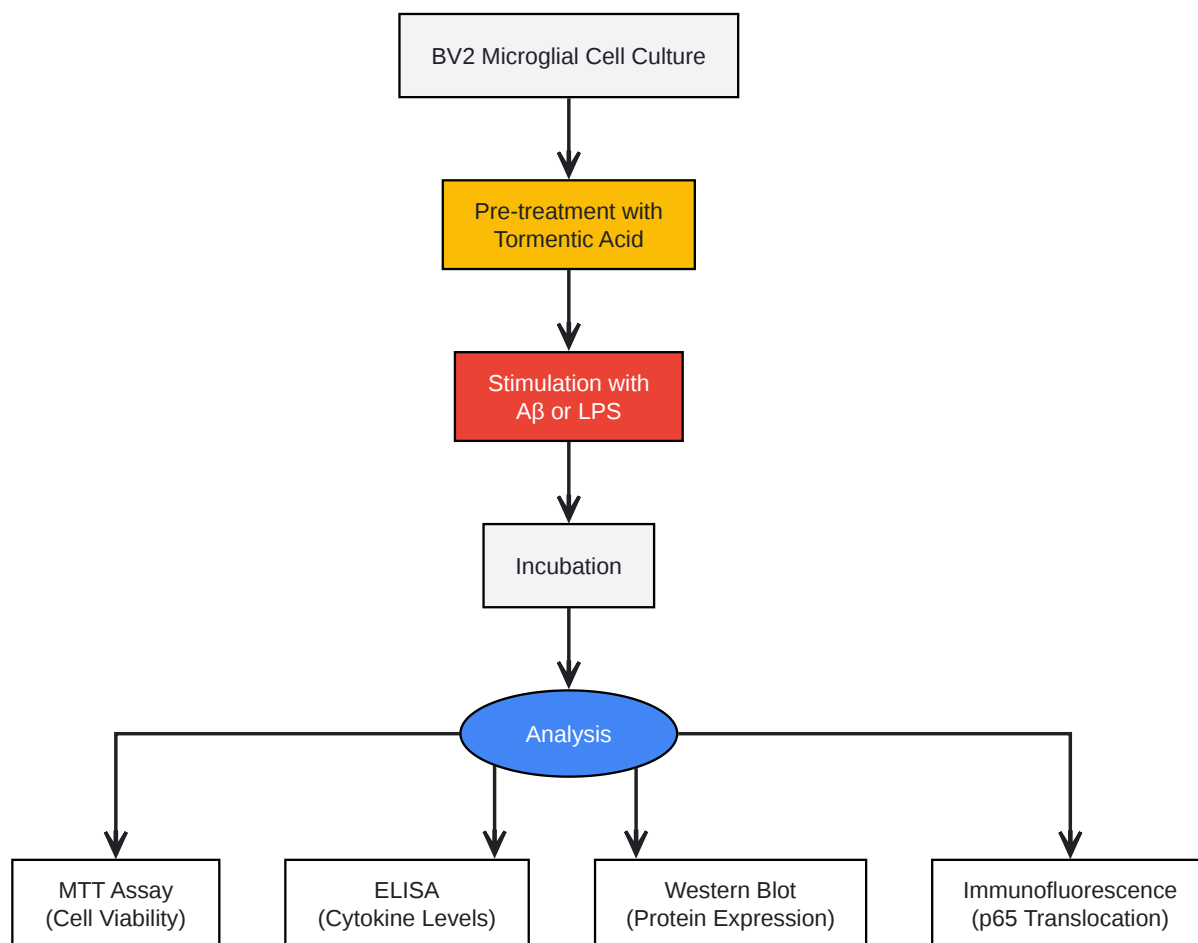 BV2 Microglial Cell Culture
Pre-treatment with
Tormentic Acid
Stimulation with
Aβ or LPS
Incubation
Analysis
MTT Assay
(Cell Viability)
ELISA
(Cytokine Levels)
Western Blot
(Protein Expression)
Immunofluorescence
(p65 Translocation)